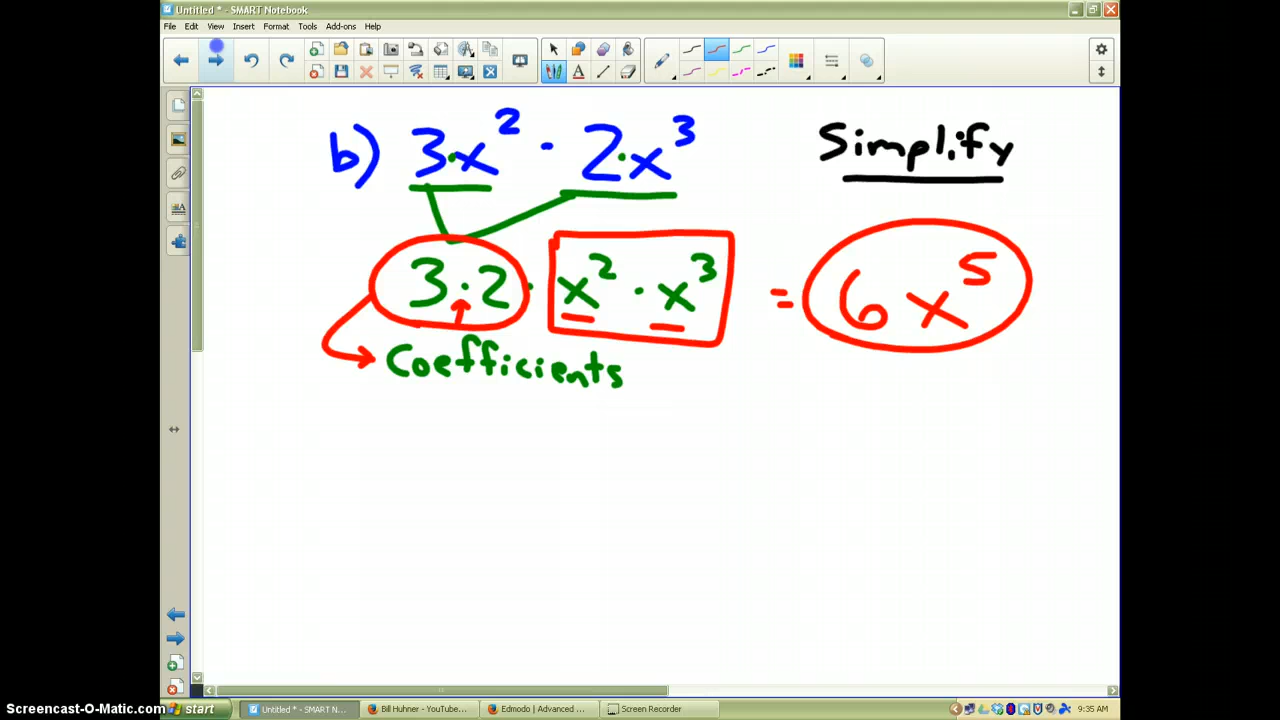 Untitled * - SMART Notebook
File Edit View Insert Format Tools Add-ons Help
b) 3·x² · 2·x³
Simplify
3·2 · x² · x³ = 6x⁵
Coefficients
Screencast-O-Matic.com
start
Untitled * - SMART N...
Bill Huhner - YouTube...
Edmodo | Advanced ...
Screen Recorder
9:35 AM